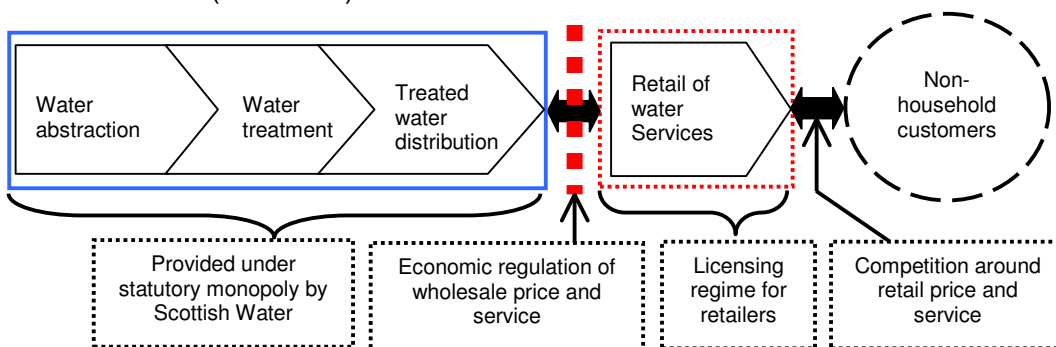 Water
abstraction
Water
treatment
Treated
water
distribution
Retail of
water
Services
Non-
household
customers
Provided under
statutory monopoly by
Scottish Water
Economic regulation of
wholesale price and
service
Licensing
regime for
retailers
Competition around
retail price and
service